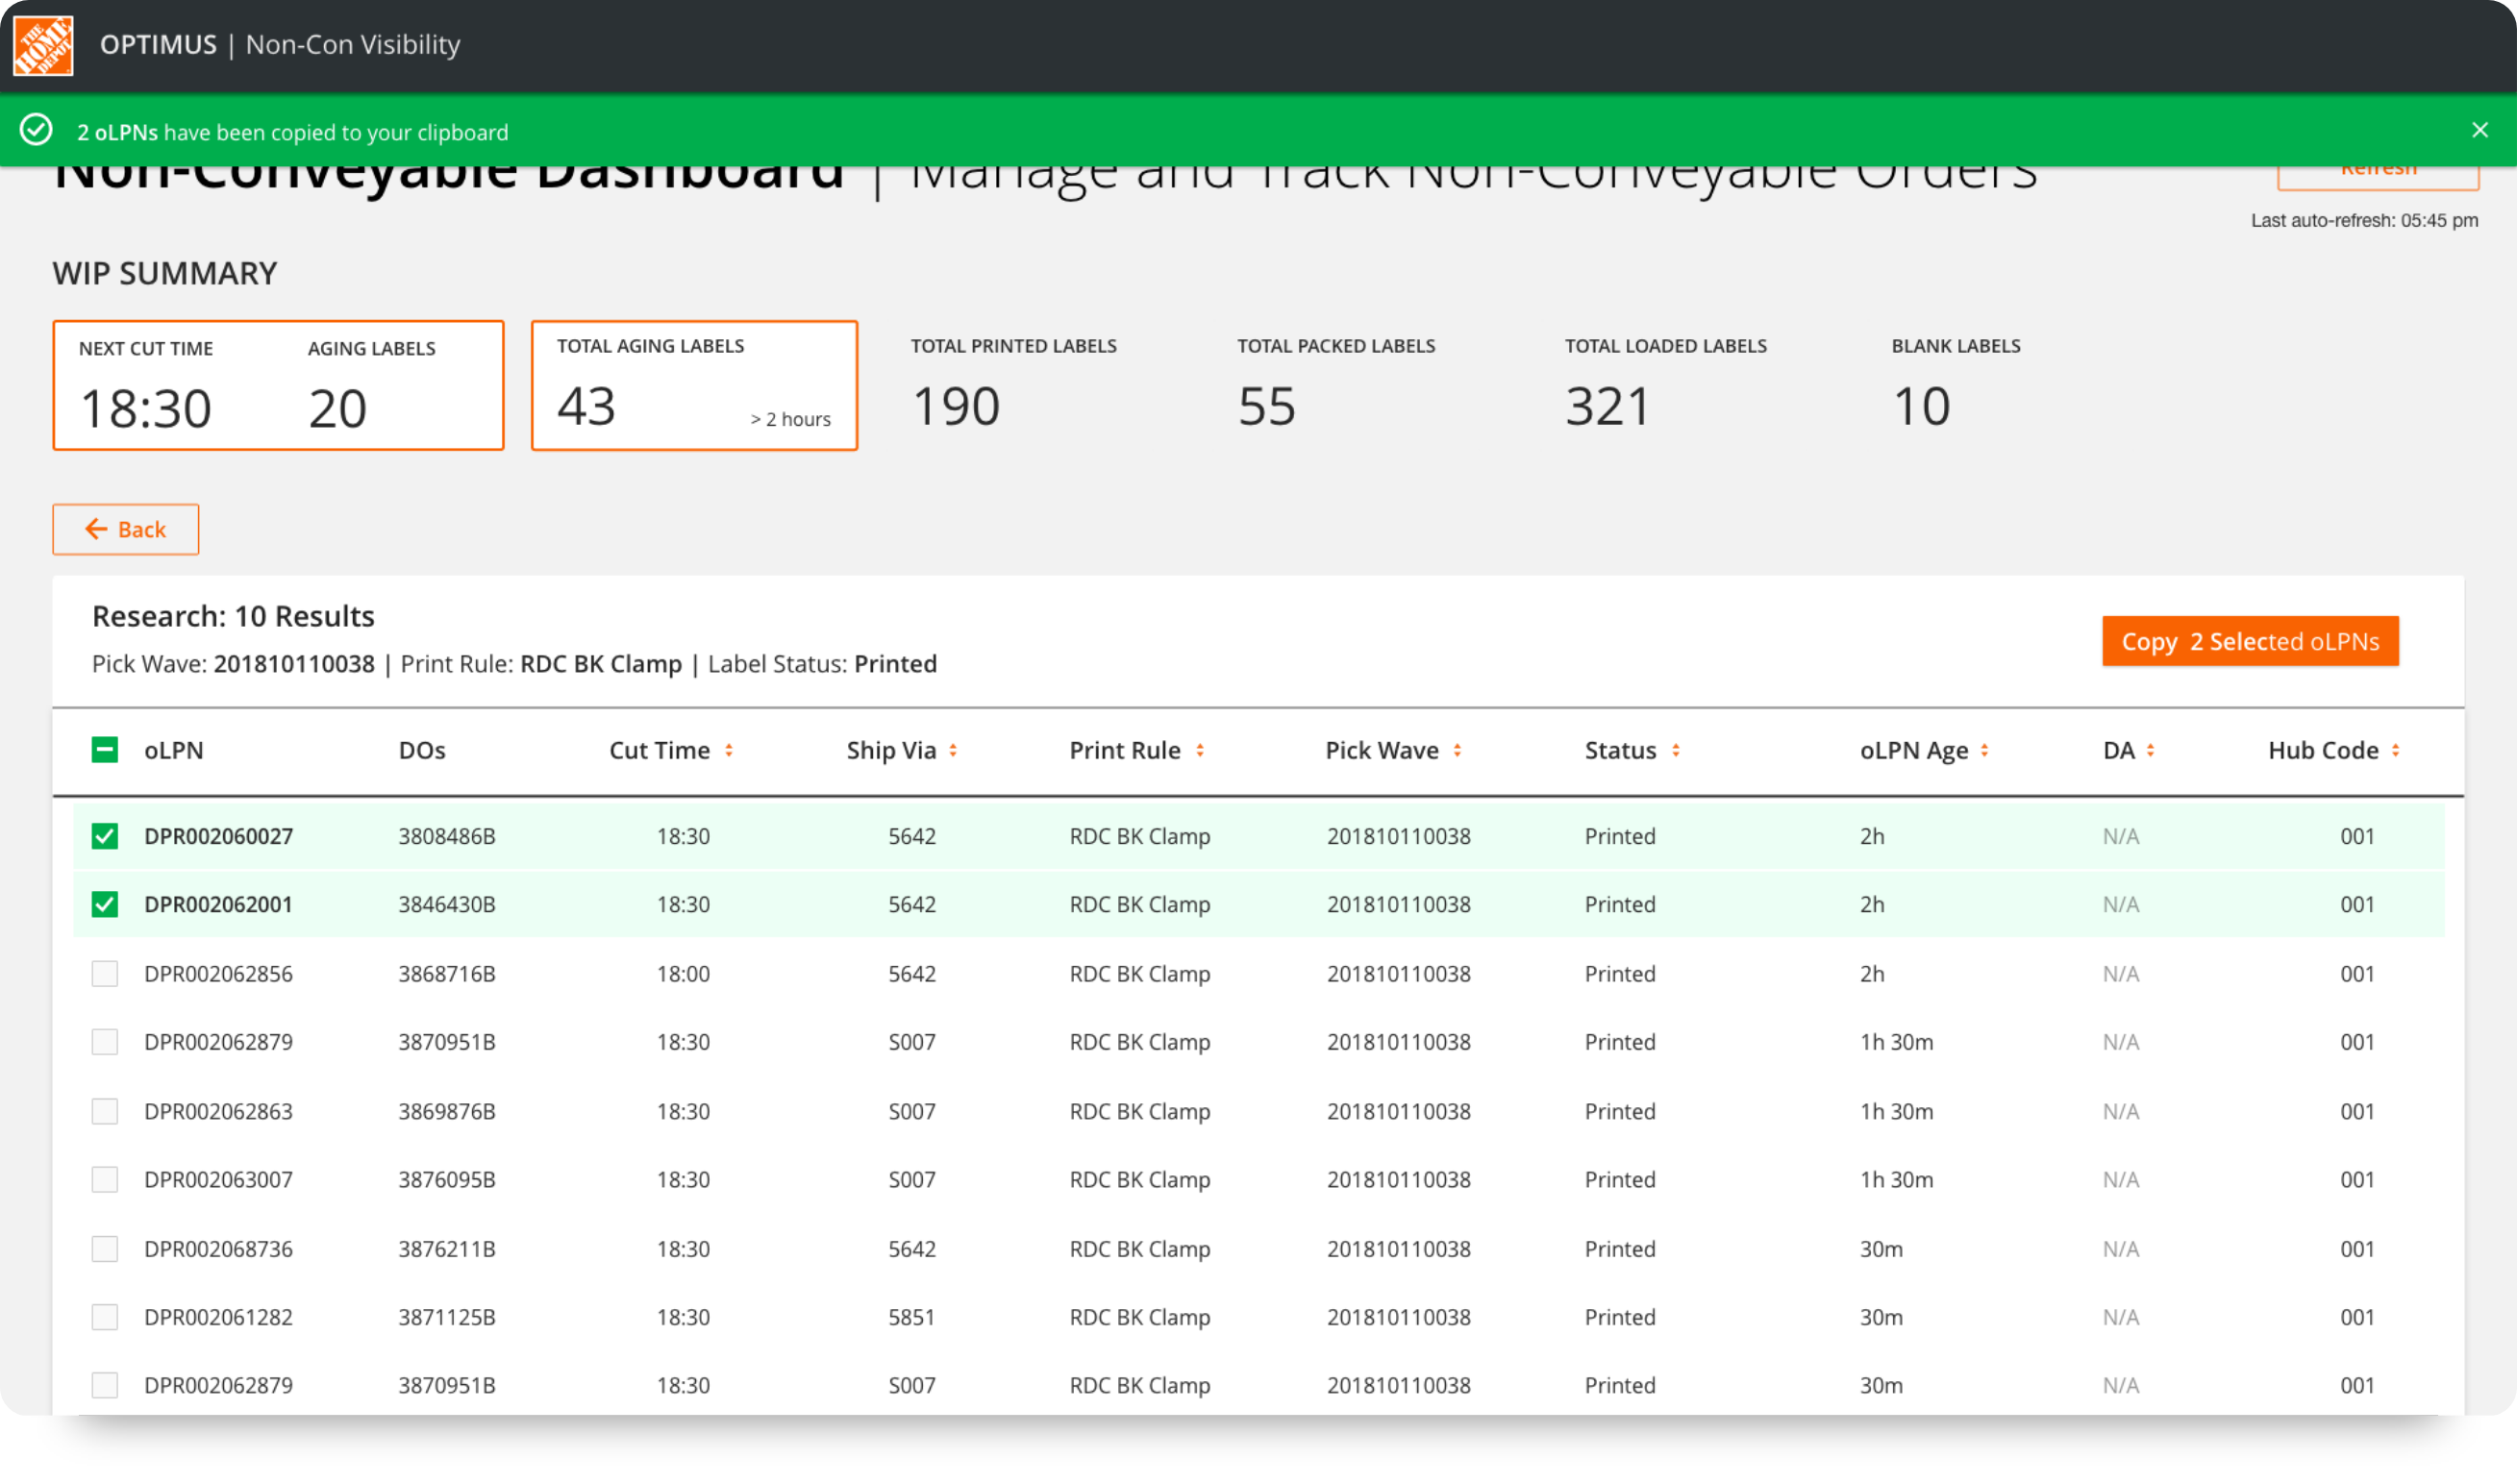 THE HOME DEPOT
OPTIMUS | Non-Con Visibility
2 oLPNs have been copied to your clipboard
Non-Conveyable Dashboard | Manage and Track Non-Conveyable Orders
Refresh
Last auto-refresh: 05:45 pm
WIP SUMMARY
NEXT CUT TIME AGING LABELS TOTAL AGING LABELS TOTAL PRINTED LABELS TOTAL PACKED LABELS TOTAL LOADED LABELS BLANK LABELS
18:30 20 43 > 2 hours 190 55 321 10
Back
Research: 10 Results
Pick Wave: 201810110038 | Print Rule: RDC BK Clamp | Label Status: Printed
Copy 2 Selected oLPNs
oLPN DOs Cut Time Ship Via Print Rule Pick Wave Status oLPN Age DA Hub Code
DPR002060027 3808486B 18:30 5642 RDC BK Clamp 201810110038 Printed 2h N/A 001
DPR002062001 3846430B 18:30 5642 RDC BK Clamp 201810110038 Printed 2h N/A 001
DPR002062856 3868716B 18:00 5642 RDC BK Clamp 201810110038 Printed 2h N/A 001
DPR002062879 3870951B 18:30 S007 RDC BK Clamp 201810110038 Printed 1h 30m N/A 001
DPR002062863 3869876B 18:30 S007 RDC BK Clamp 201810110038 Printed 1h 30m N/A 001
DPR002063007 3876095B 18:30 S007 RDC BK Clamp 201810110038 Printed 1h 30m N/A 001
DPR002068736 3876211B 18:30 5642 RDC BK Clamp 201810110038 Printed 30m N/A 001
DPR002061282 3871125B 18:30 5851 RDC BK Clamp 201810110038 Printed 30m N/A 001
DPR002062879 3870951B 18:30 S007 RDC BK Clamp 201810110038 Printed 30m N/A 001